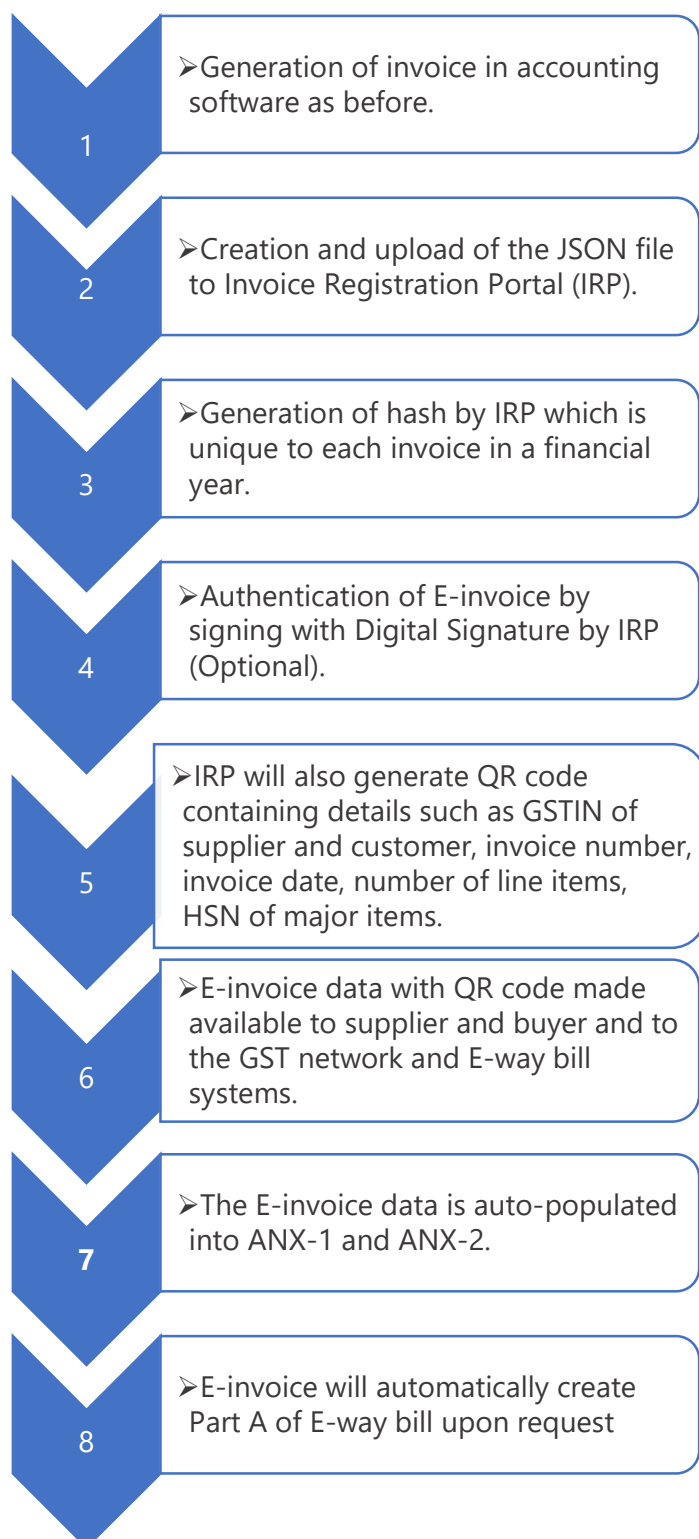 1
➢Generation of invoice in accounting
software as before.
2
➢Creation and upload of the JSON file
to Invoice Registration Portal (IRP).
3
➢Generation of hash by IRP which is
unique to each invoice in a financial
year.
4
➢Authentication of E-invoice by
signing with Digital Signature by IRP
(Optional).
5
➢IRP will also generate QR code
containing details such as GSTIN of
supplier and customer, invoice number,
invoice date, number of line items,
HSN of major items.
6
➢E-invoice data with QR code made
available to supplier and buyer and to
the GST network and E-way bill
systems.
7
➢The E-invoice data is auto-populated
into ANX-1 and ANX-2.
8
➢E-invoice will automatically create
Part A of E-way bill upon request